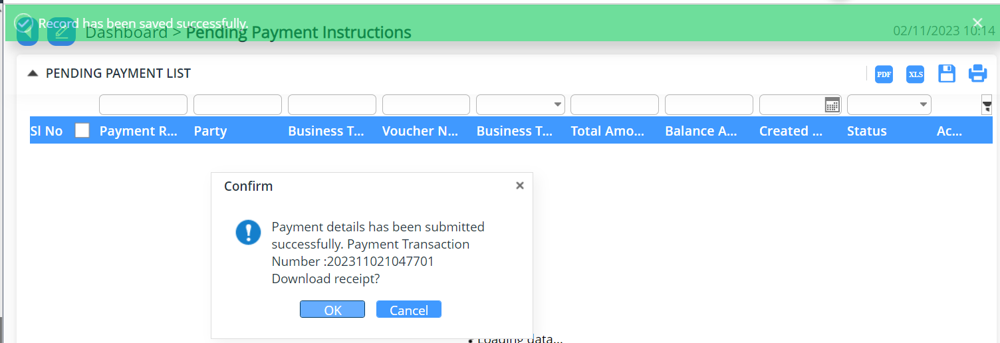 Record has been saved successfully.
Dashboard > Pending Payment Instructions
02/11/2023 10:14
PENDING PAYMENT LIST
PDF XLS
Sl No Payment R... Party Business T... Voucher N... Business T... Total Amo... Balance A... Created ... Status Ac...
Confirm
Payment details has been submitted
successfully. Payment Transaction
Number :202311021047701
Download receipt?
OK Cancel
Loading data...